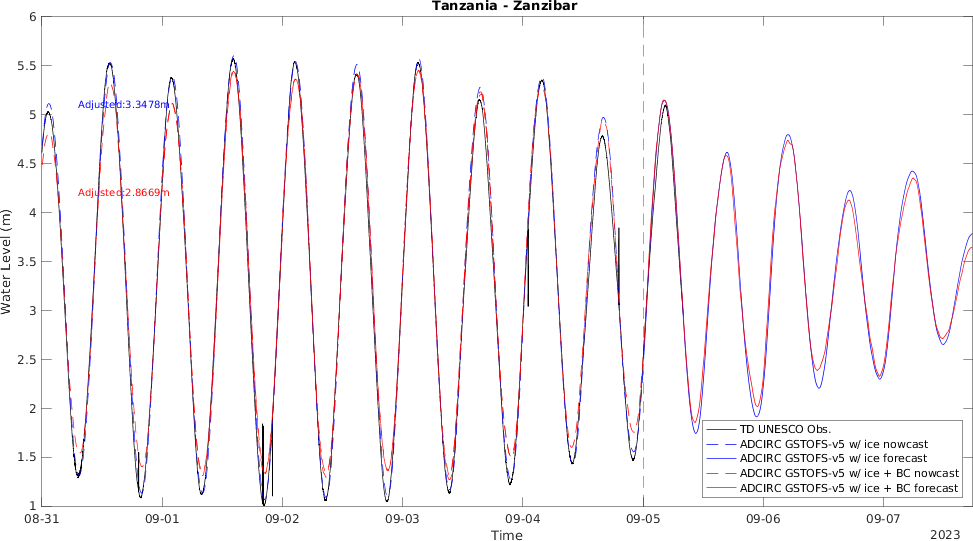 Tanzania - Zanzibar
6
5.5
5
4.5
4
3.5
3
2.5
2
1.5
1
Water Level (m)
Adjusted:3.3478m
Adjusted:2.8669m
TD UNESCO Obs.
ADCIRC GSTOFS-v5 w/ ice nowcast
ADCIRC GSTOFS-v5 w/ ice forecast
ADCIRC GSTOFS-v5 w/ ice + BC nowcast
ADCIRC GSTOFS-v5 w/ ice + BC forecast
08-31 09-01 09-02 09-03 09-04 09-05 09-06 09-07
Time
2023